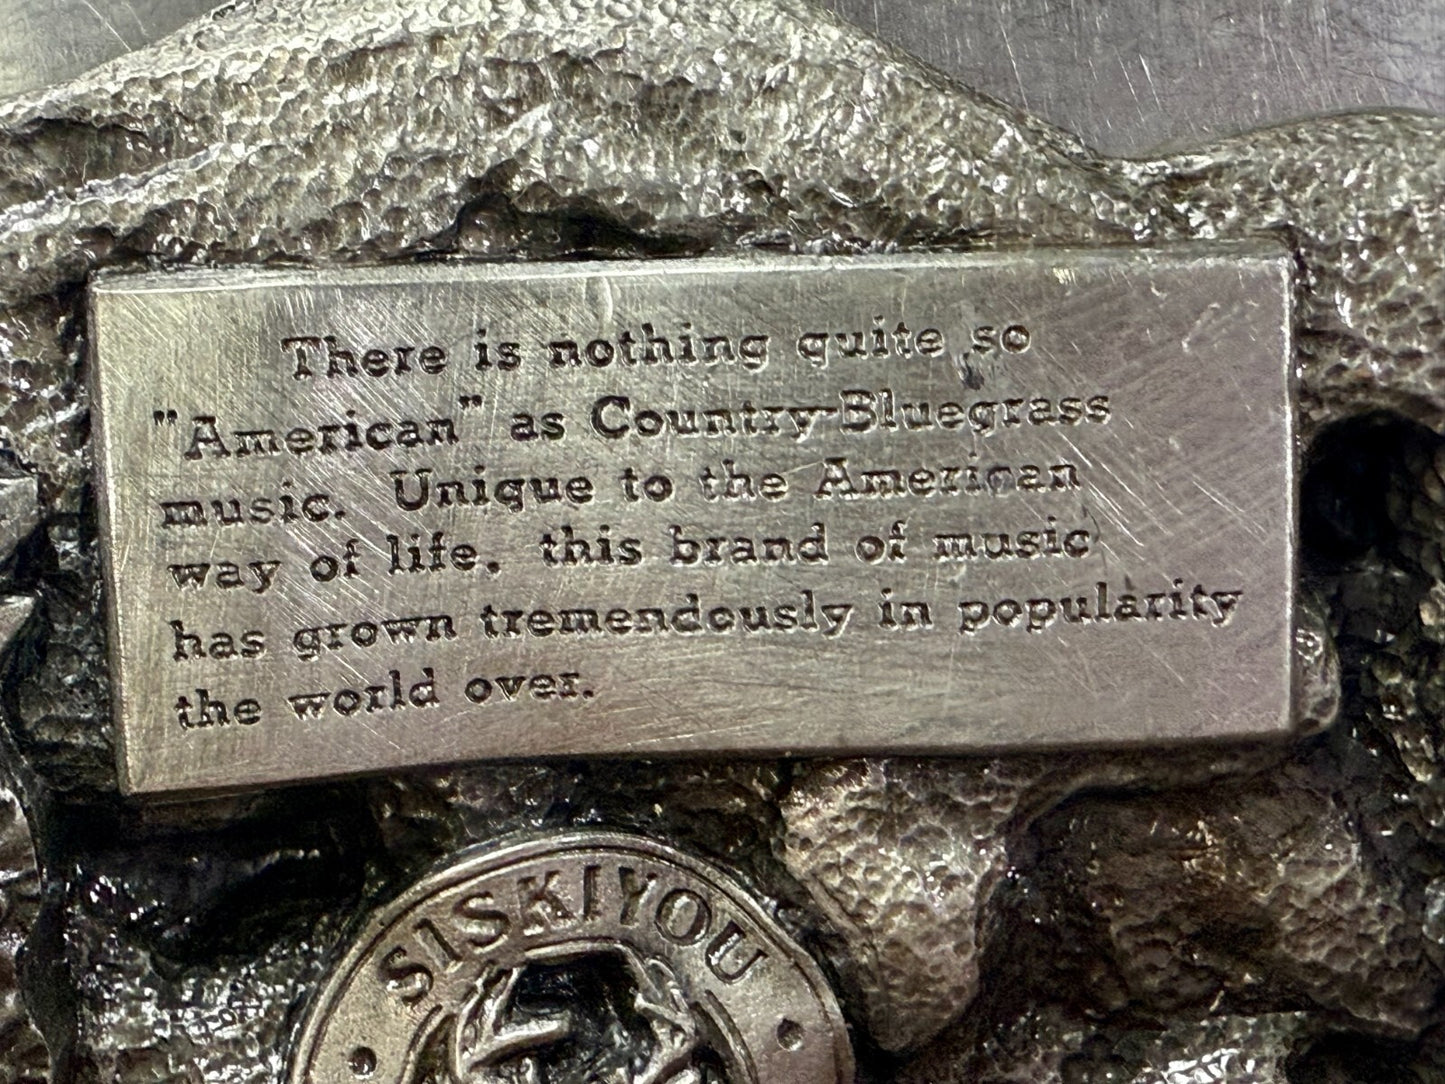 There is nothing quite so
"American" as Country-Bluegrass
music. Unique to the American
way of life, this brand of music
has grown tremendously in popularity
the world over.
SISKIYOU